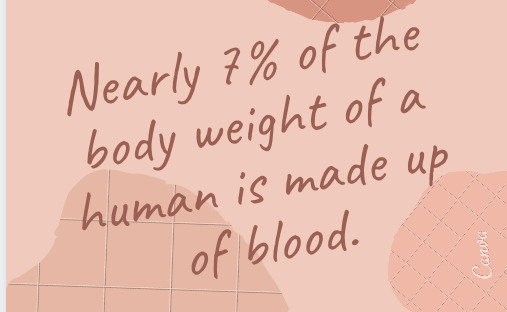 Nearly 7% of the
body weight of a
human is made up
of blood.
Canva